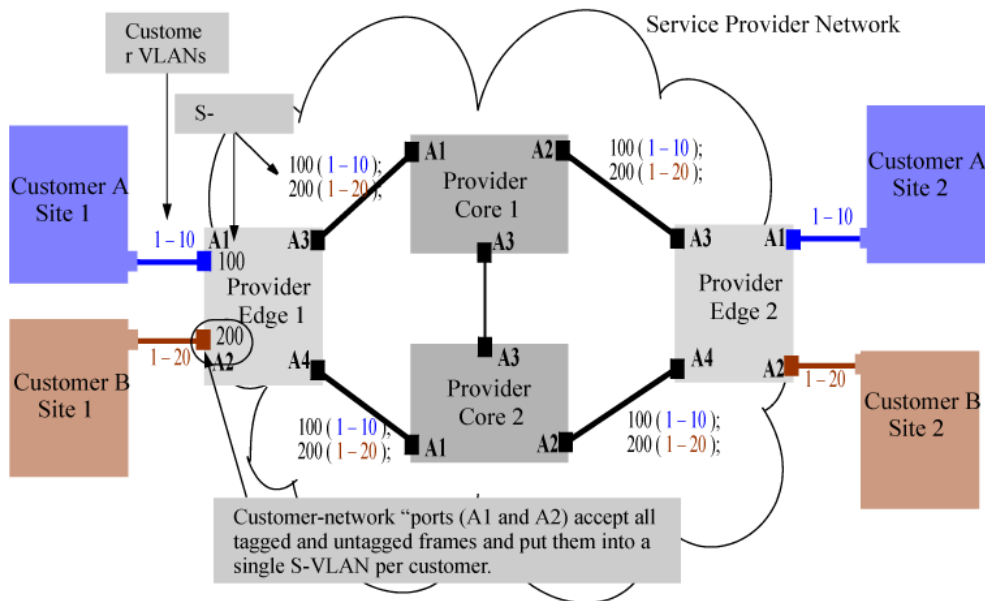 Service Provider Network
Custome
r VLANs
S-
Customer A
Site 1
1 – 10
A1
100
Provider
Edge 1
A3
200
A2
A4
Customer B
Site 1
1 – 20
100 ( 1 – 10 );
200 ( 1 – 20 );
A1
A2
Provider
Core 1
A3
100 ( 1 – 10 );
200 ( 1 – 20 );
A3
Provider
Core 2
A1
A2
100 ( 1 – 10 );
200 ( 1 – 20 );
100 ( 1 – 10 );
200 ( 1 – 20 );
A3
A1
Provider
Edge 2
A4
A2
1 – 10
Customer A
Site 2
1 – 20
Customer B
Site 2
Customer-network “ports (A1 and A2) accept all
tagged and untagged frames and put them into a
single S-VLAN per customer.